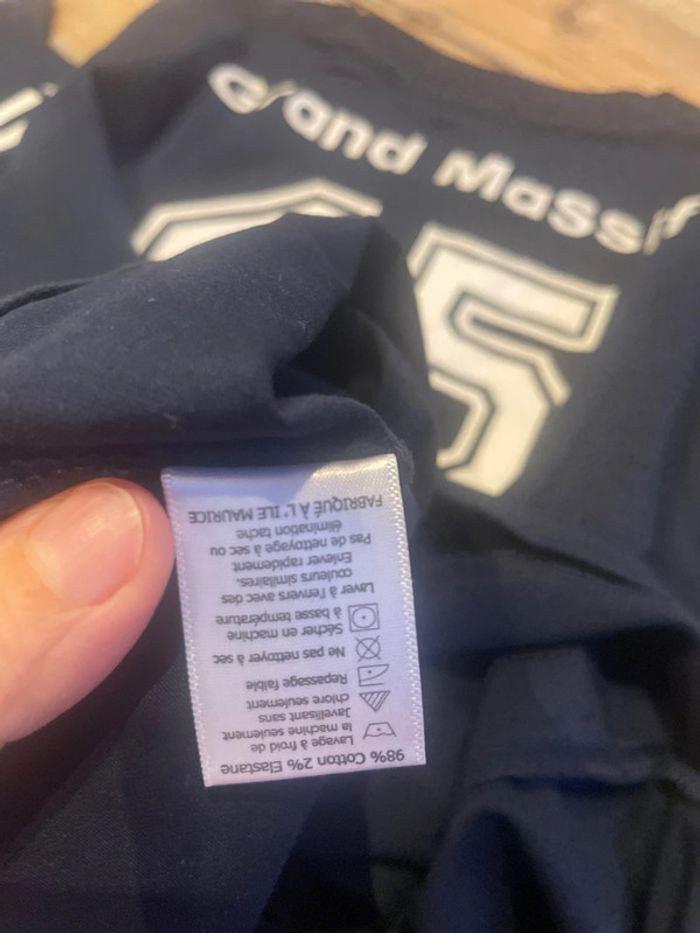 Grand Mass
5
98% Cotton 2% Elastane
Lavage à froid de
la machine seulement
Javellisant sans
chlore seulement
Repassage faible
Ne pas nettoyer à sec
Sécher en machine
à basse température
Laver à l'envers avec des
couleurs similaires.
Enlever rapidement
Pas de nettoyage à sec ou
élimination tache
FABRIQUÉ À L'ILE MAURICE